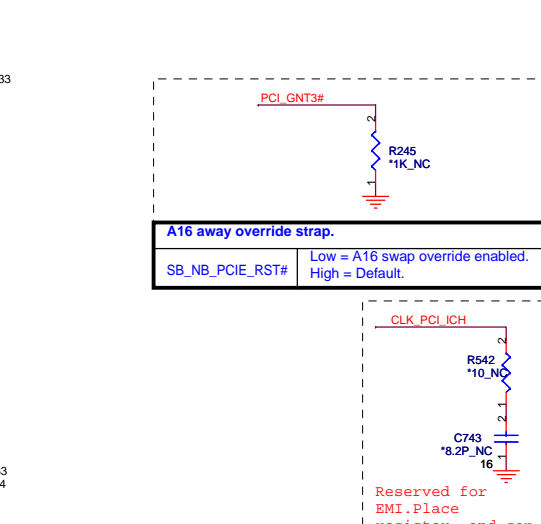 33
PCI_GNT3#
2
R245
*1K_NC
1
A16 away override strap.
SB_NB_PCIE_RST#
Low = A16 swap override enabled.
High = Default.
CLK_PCI_ICH
2
R542
*10_NC
1
2
C743
*8.2P_NC
16
1
3
4
Reserved for
EMI.Place